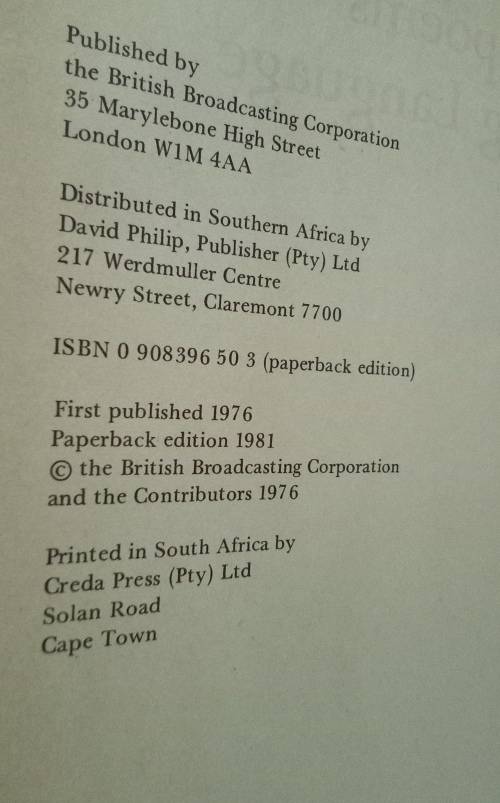 Published by
the British Broadcasting Corporation
35 Marylebone High Street
London W1M 4AA
Distributed in Southern Africa by
David Philip, Publisher (Pty) Ltd
217 Werdmuller Centre
Newry Street, Claremont 7700
ISBN 0 908396 50 3 (paperback edition)
First published 1976
Paperback edition 1981
© the British Broadcasting Corporation
and the Contributors 1976
Printed in South Africa by
Creda Press (Pty) Ltd
Solan Road
Cape Town